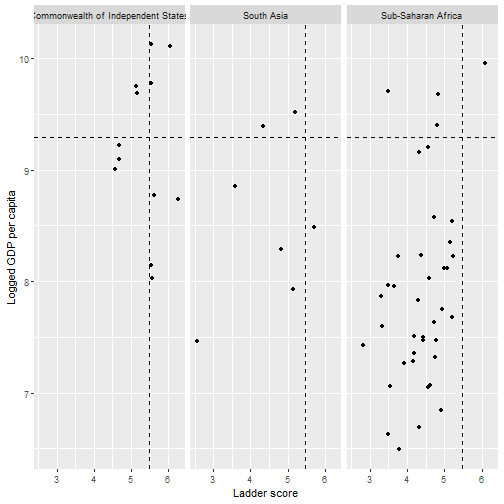 Commonwealth of Independent States
South Asia
Sub-Saharan Africa
10
9
8
7
Logged GDP per capita
3 4 5 6 3 4 5 6 3 4 5 6
Ladder score